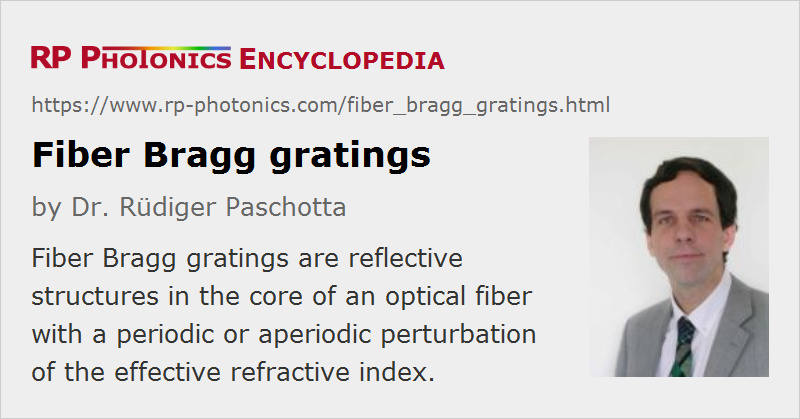 RP PHOTONICS ENCYCLOPEDIA
https://www.rp-photonics.com/fiber_bragg_gratings.html
Fiber Bragg gratings
by Dr. Rüdiger Paschotta
Fiber Bragg gratings are reflective
structures in the core of an optical fiber
with a periodic or aperiodic perturbation
of the effective refractive index.